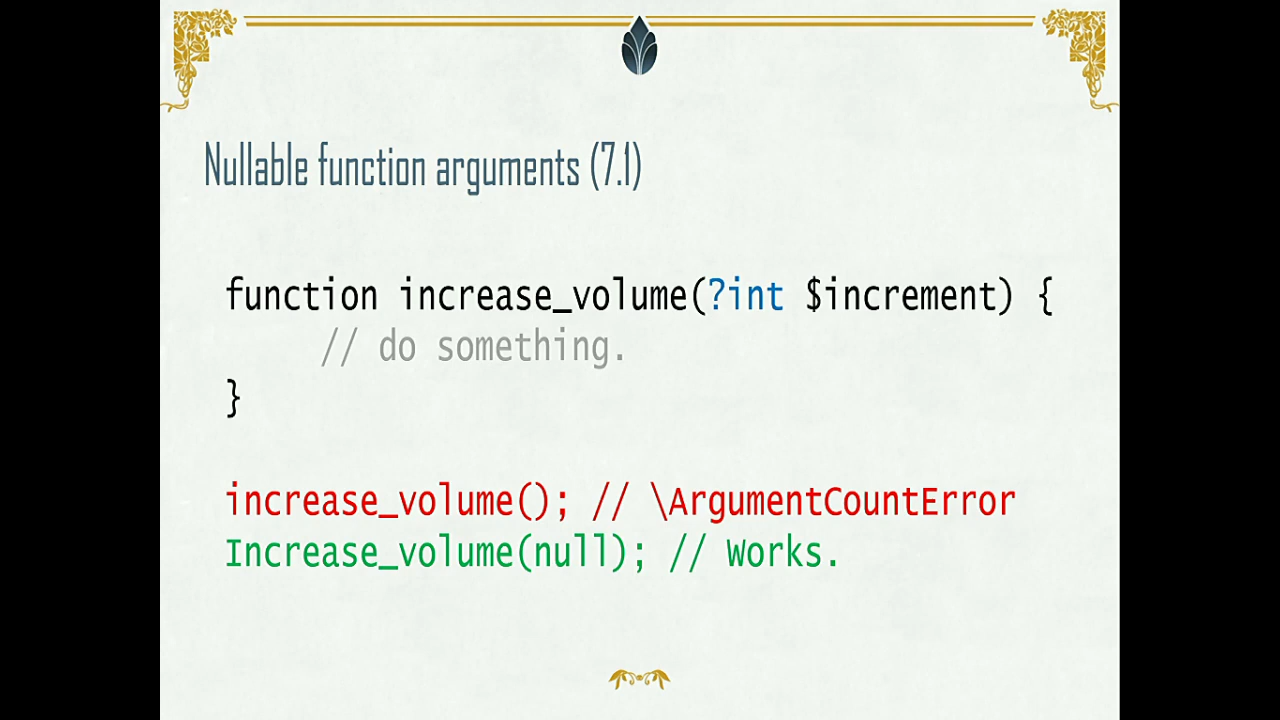 Nullable function arguments (7.1)
function increase_volume(?int $increment) {
// do something.
}
increase_volume(); // \ArgumentCountError
Increase_volume(null); // Works.